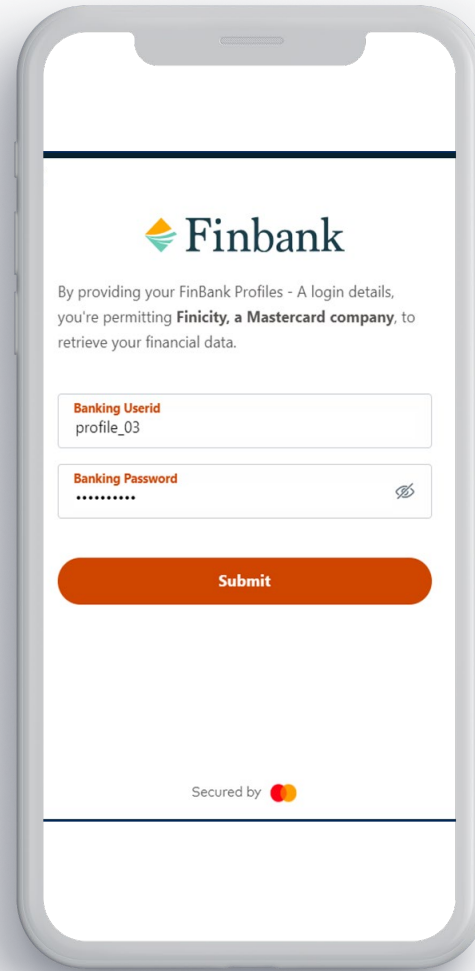 Finbank
By providing your FinBank Profiles - A login details,
you're permitting Finicity, a Mastercard company, to
retrieve your financial data.
Banking Userid
profile_03
Banking Password
••••••••••
Submit
Secured by